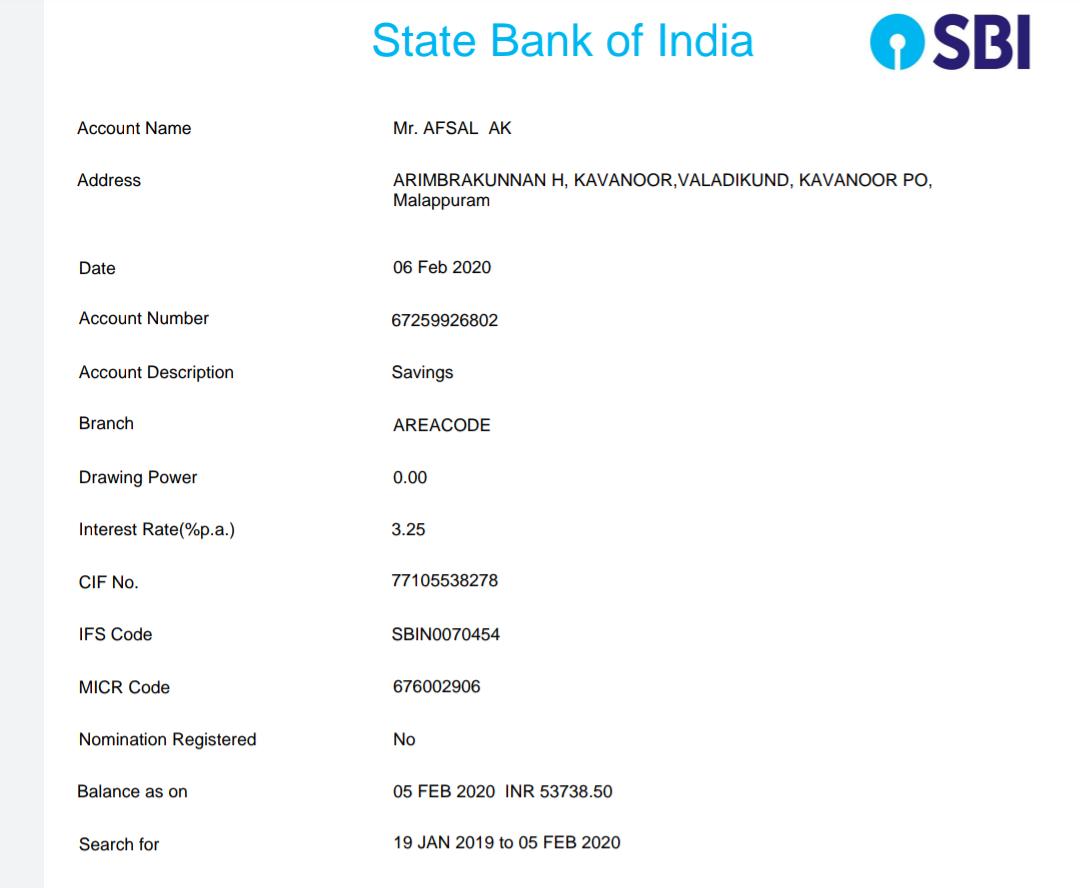 State Bank of India
SBI
Account Name Mr. AFSAL  AK
Address ARIMBRAKUNNAN H, KAVANOOR,VALADIKUND, KAVANOOR PO,
Malappuram
Date 06 Feb 2020
Account Number 67259926802
Account Description Savings
Branch AREACODE
Drawing Power 0.00
Interest Rate(%p.a.) 3.25
CIF No. 77105538278
IFS Code SBIN0070454
MICR Code 676002906
Nomination Registered No
Balance as on 05 FEB 2020  INR 53738.50
Search for 19 JAN 2019 to 05 FEB 2020